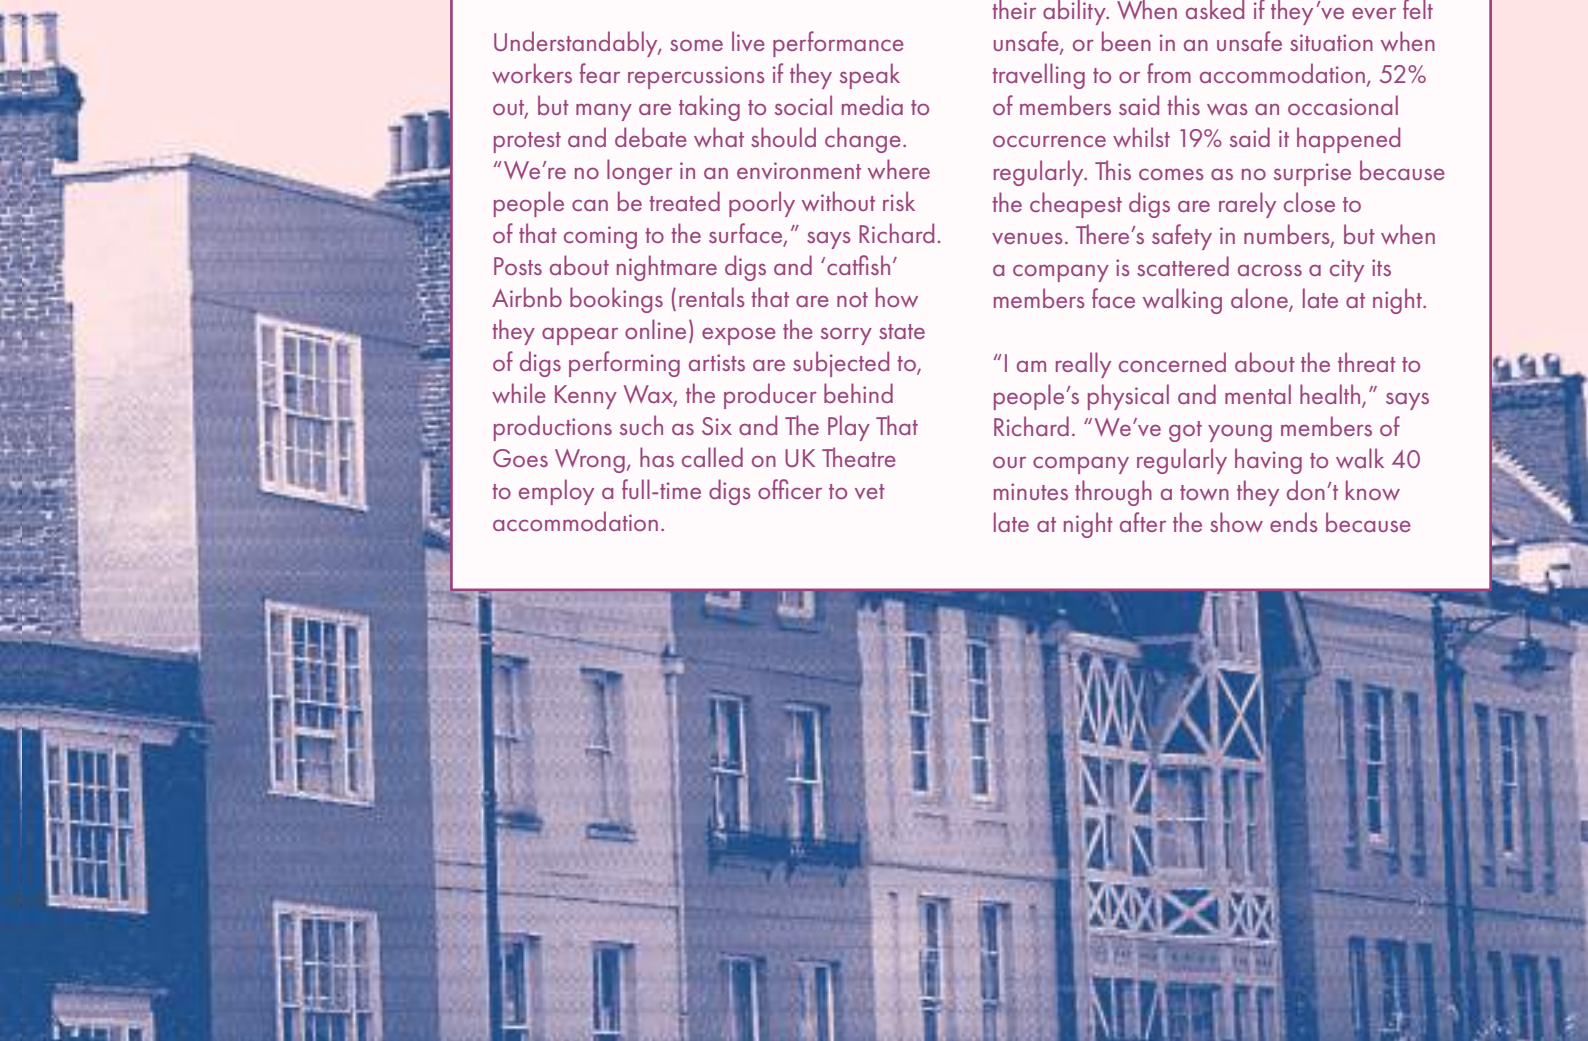 Understandably, some live performance
workers fear repercussions if they speak
out, but many are taking to social media to
protest and debate what should change.
“We’re no longer in an environment where
people can be treated poorly without risk
of that coming to the surface,” says Richard.
Posts about nightmare digs and ‘catfish’
Airbnb bookings (rentals that are not how
they appear online) expose the sorry state
of digs performing artists are subjected to,
while Kenny Wax, the producer behind
productions such as Six and The Play That
Goes Wrong, has called on UK Theatre
to employ a full-time digs officer to vet
accommodation.
their ability. When asked if they’ve ever felt
unsafe, or been in an unsafe situation when
travelling to or from accommodation, 52%
of members said this was an occasional
occurrence whilst 19% said it happened
regularly. This comes as no surprise because
the cheapest digs are rarely close to
venues. There’s safety in numbers, but when
a company is scattered across a city its
members face walking alone, late at night.
“I am really concerned about the threat to
people’s physical and mental health,” says
Richard. “We’ve got young members of
our company regularly having to walk 40
minutes through a town they don’t know
late at night after the show ends because